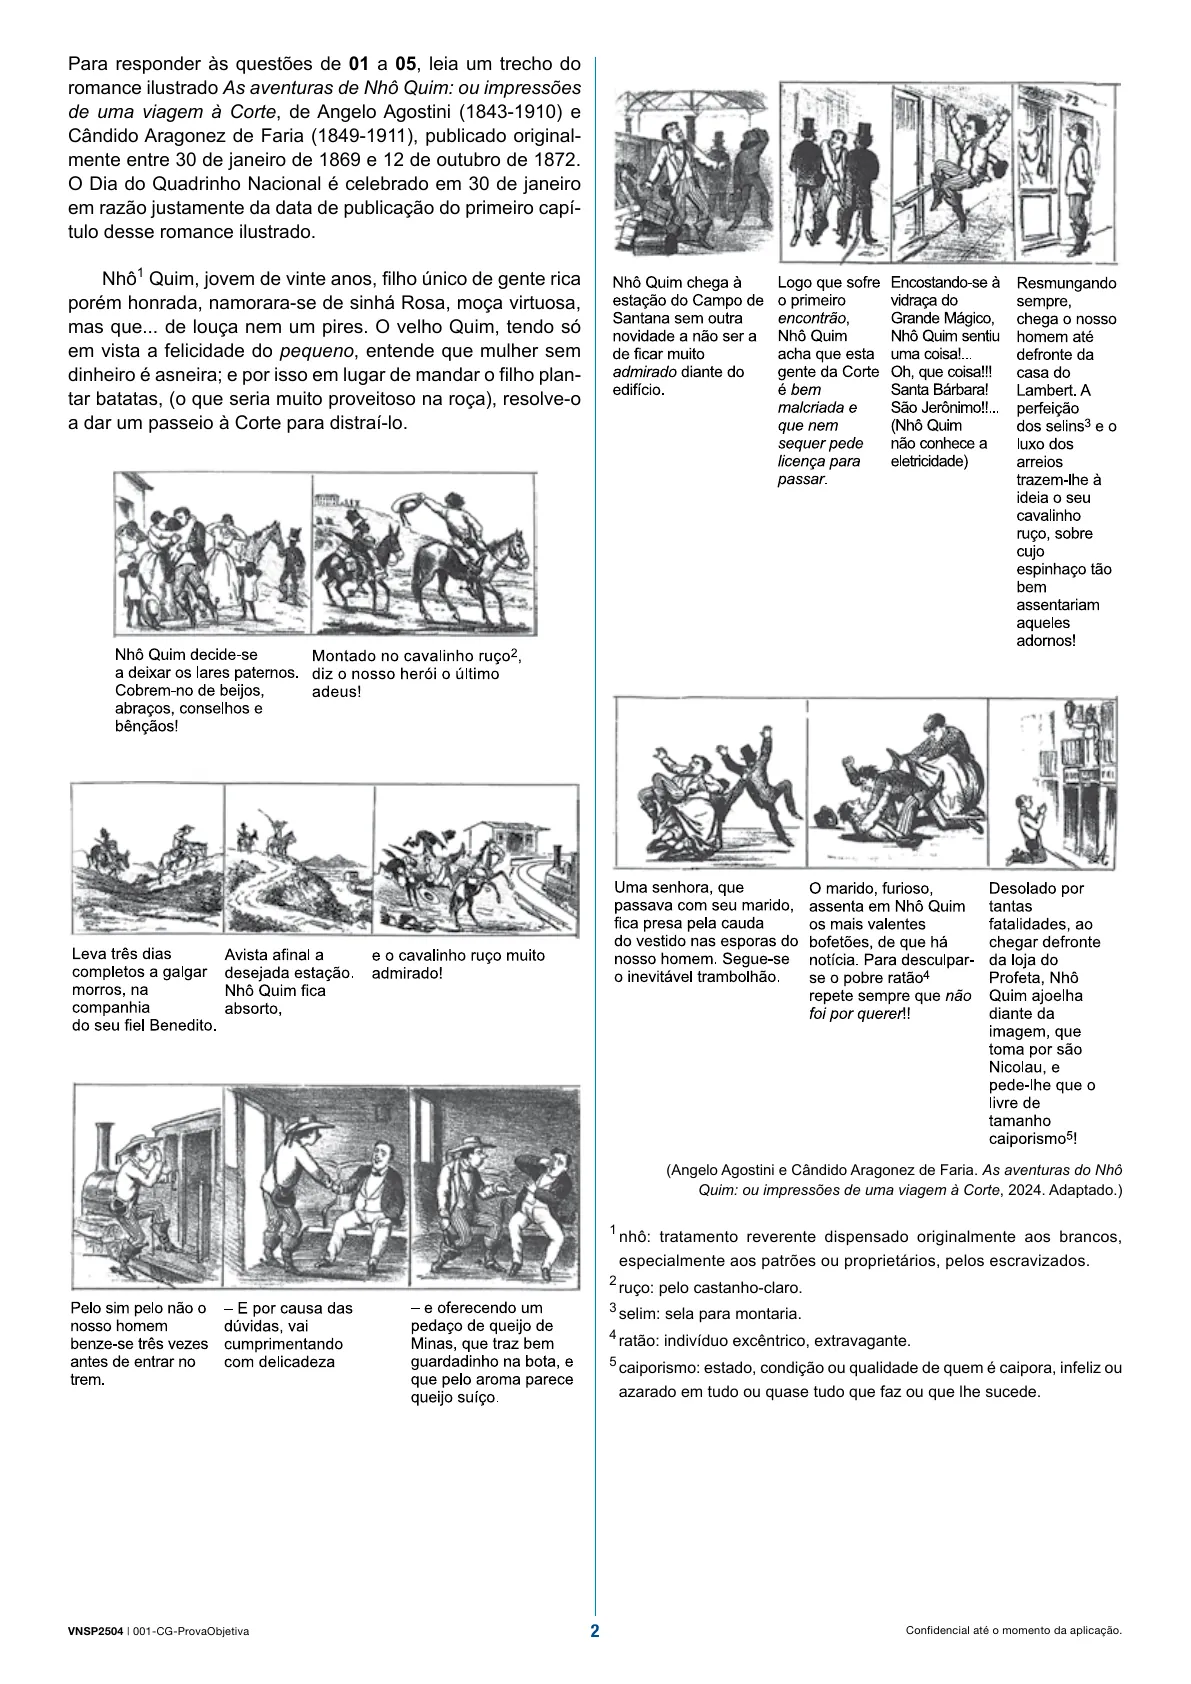 Para responder às questões de 01 a 05, leia um trecho do
romance ilustrado As aventuras de Nhô Quim: ou impressões
de uma viagem à Corte, de Angelo Agostini (1843-1910) e
Cândido Aragonez de Faria (1849-1911), publicado original-
mente entre 30 de janeiro de 1869 e 12 de outubro de 1872.
O Dia do Quadrinho Nacional é celebrado em 30 de janeiro
em razão justamente da data de publicação do primeiro capí-
tulo desse romance ilustrado.
Nhô1 Quim, jovem de vinte anos, filho único de gente rica
porém honrada, namorara-se de sinhá Rosa, moça virtuosa,
mas que... de louça nem um pires. O velho Quim, tendo só
em vista a felicidade do pequeno, entende que mulher sem
dinheiro é asneira; e por isso em lugar de mandar o filho plan-
tar batatas, (o que seria muito proveitoso na roça), resolve-o
a dar um passeio à Corte para distraí-lo.
Nhô Quim decide-se
a deixar os lares paternos.
Cobrem-no de beijos,
abraços, conselhos e
bênçãos!
Montado no cavalinho ruço2,
diz o nosso herói o último
adeus!
Leva três dias
completos a galgar
morros, na
companhia
do seu fiel Benedito.
Avista afinal a
desejada estação.
Nhô Quim fica
absorto,
e o cavalinho ruço muito
admirado!
Pelo sim pelo não o
nosso homem
benze-se três vezes
antes de entrar no
trem.
– E por causa das
dúvidas, vai
cumprimentando
com delicadeza
– e oferecendo um
pedaço de queijo de
Minas, que traz bem
guardadinho na bota, e
que pelo aroma parece
queijo suíço.
72
Nhô Quim chega à
estação do Campo de
Santana sem outra
novidade a não ser a
de ficar muito
admirado diante do
edifício.
Logo que sofre
o primeiro
encontrão,
Nhô Quim
acha que esta
gente da Corte
é bem
malcriada e
que nem
sequer pede
licença para
passar.
Encostando-se à
vidraça do
Grande Mágico,
Nhô Quim sentiu
uma coisa!...
Oh, que coisa!!!
Santa Bárbara!
São Jerônimo!!...
(Nhô Quim
não conhece a
eletricidade)
Resmungando
sempre,
chega o nosso
homem até
defronte da
casa do
Lambert. A
perfeição
dos selins3 e o
luxo dos
arreios
trazem-lhe à
ideia o seu
cavalinho
ruço, sobre
cujo
espinhaço tão
bem
assentariam
aqueles
adornos!
Uma senhora, que
passava com seu marido,
fica presa pela cauda
do vestido nas esporas do
nosso homem. Segue-se
o inevitável trambolhão.
O marido, furioso,
assenta em Nhô Quim
os mais valentes
bofetões, de que há
notícia. Para desculpar-
se o pobre ratão4
repete sempre que não
foi por querer!!
Desolado por
tantas
fatalidades, ao
chegar defronte
da loja do
Profeta, Nhô
Quim ajoelha
diante da
imagem, que
toma por são
Nicolau, e
pede-lhe que o
livre de
tamanho
caiporismo5!
(Angelo Agostini e Cândido Aragonez de Faria. As aventuras do Nhô
Quim: ou impressões de uma viagem à Corte, 2024. Adaptado.)
1 nhô: tratamento reverente dispensado originalmente aos brancos,
especialmente aos patrões ou proprietários, pelos escravizados.
2 ruço: pelo castanho-claro.
3 selim: sela para montaria.
4 ratão: indivíduo excêntrico, extravagante.
5 caiporismo: estado, condição ou qualidade de quem é caipora, infeliz ou
azarado em tudo ou quase tudo que faz ou que lhe sucede.
VNSP2504 | 001-CG-ProvaObjetiva
2
Confidencial até o momento da aplicação.